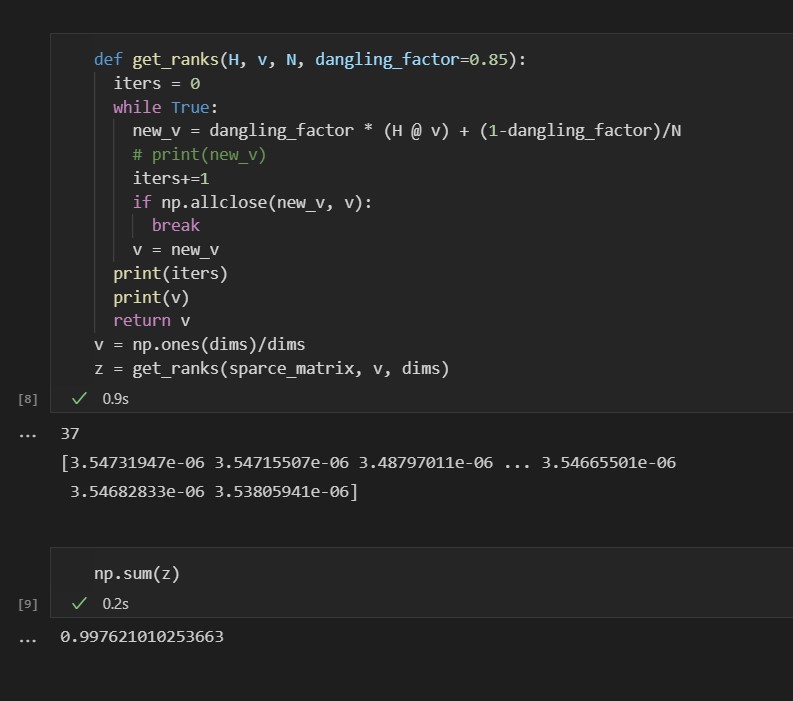 def get_ranks(H, v, N, dangling_factor=0.85):
iters = 0
while True:
new_v = dangling_factor * (H @ v) + (1-dangling_factor)/N
# print(new_v)
iters+=1
if np.allclose(new_v, v):
break
v = new_v
print(iters)
print(v)
return v
v = np.ones(dims)/dims
z = get_ranks(sparce_matrix, v, dims)
[8] ✓ 0.9s
... 37
[3.54731947e-06 3.54715507e-06 3.48797011e-06 ... 3.54665501e-06
3.54682833e-06 3.53805941e-06]
np.sum(z)
[9] ✓ 0.2s
... 0.997621010253663